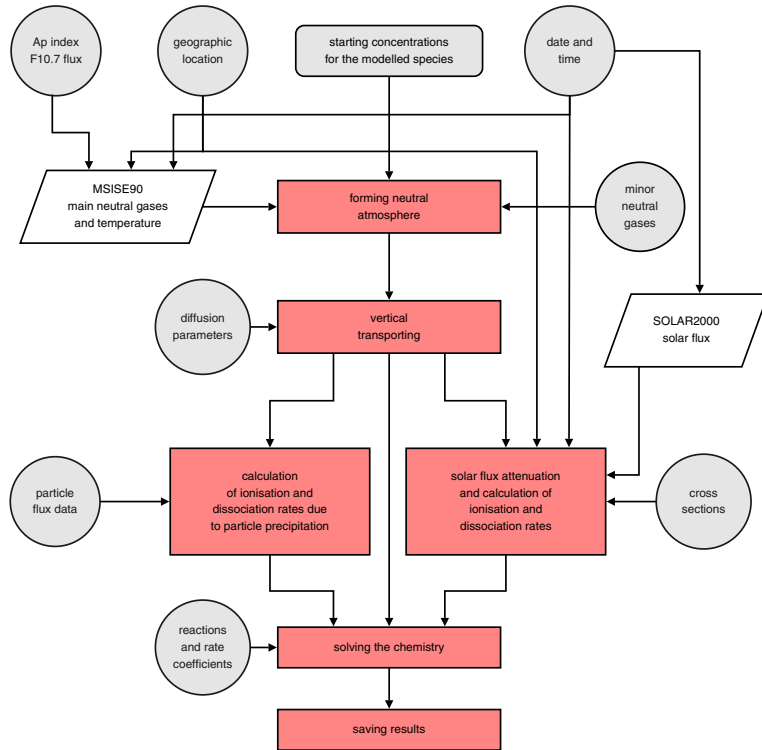 Ap index
F10.7 flux
geographic
location
starting concentrations
for the modelled species
date and
time
MSISE90
main neutral gases
and temperature
forming neutral
atmosphere
minor
neutral
gases
diffusion
parameters
vertical
transporting
SOLAR2000
solar flux
particle
flux data
calculation
of ionisation and
dissociation rates due
to particle precipitation
solar flux attenuation
and calculation of
ionisation and
dissociation rates
cross
sections
reactions
and rate
coefficients
solving the chemistry
saving results